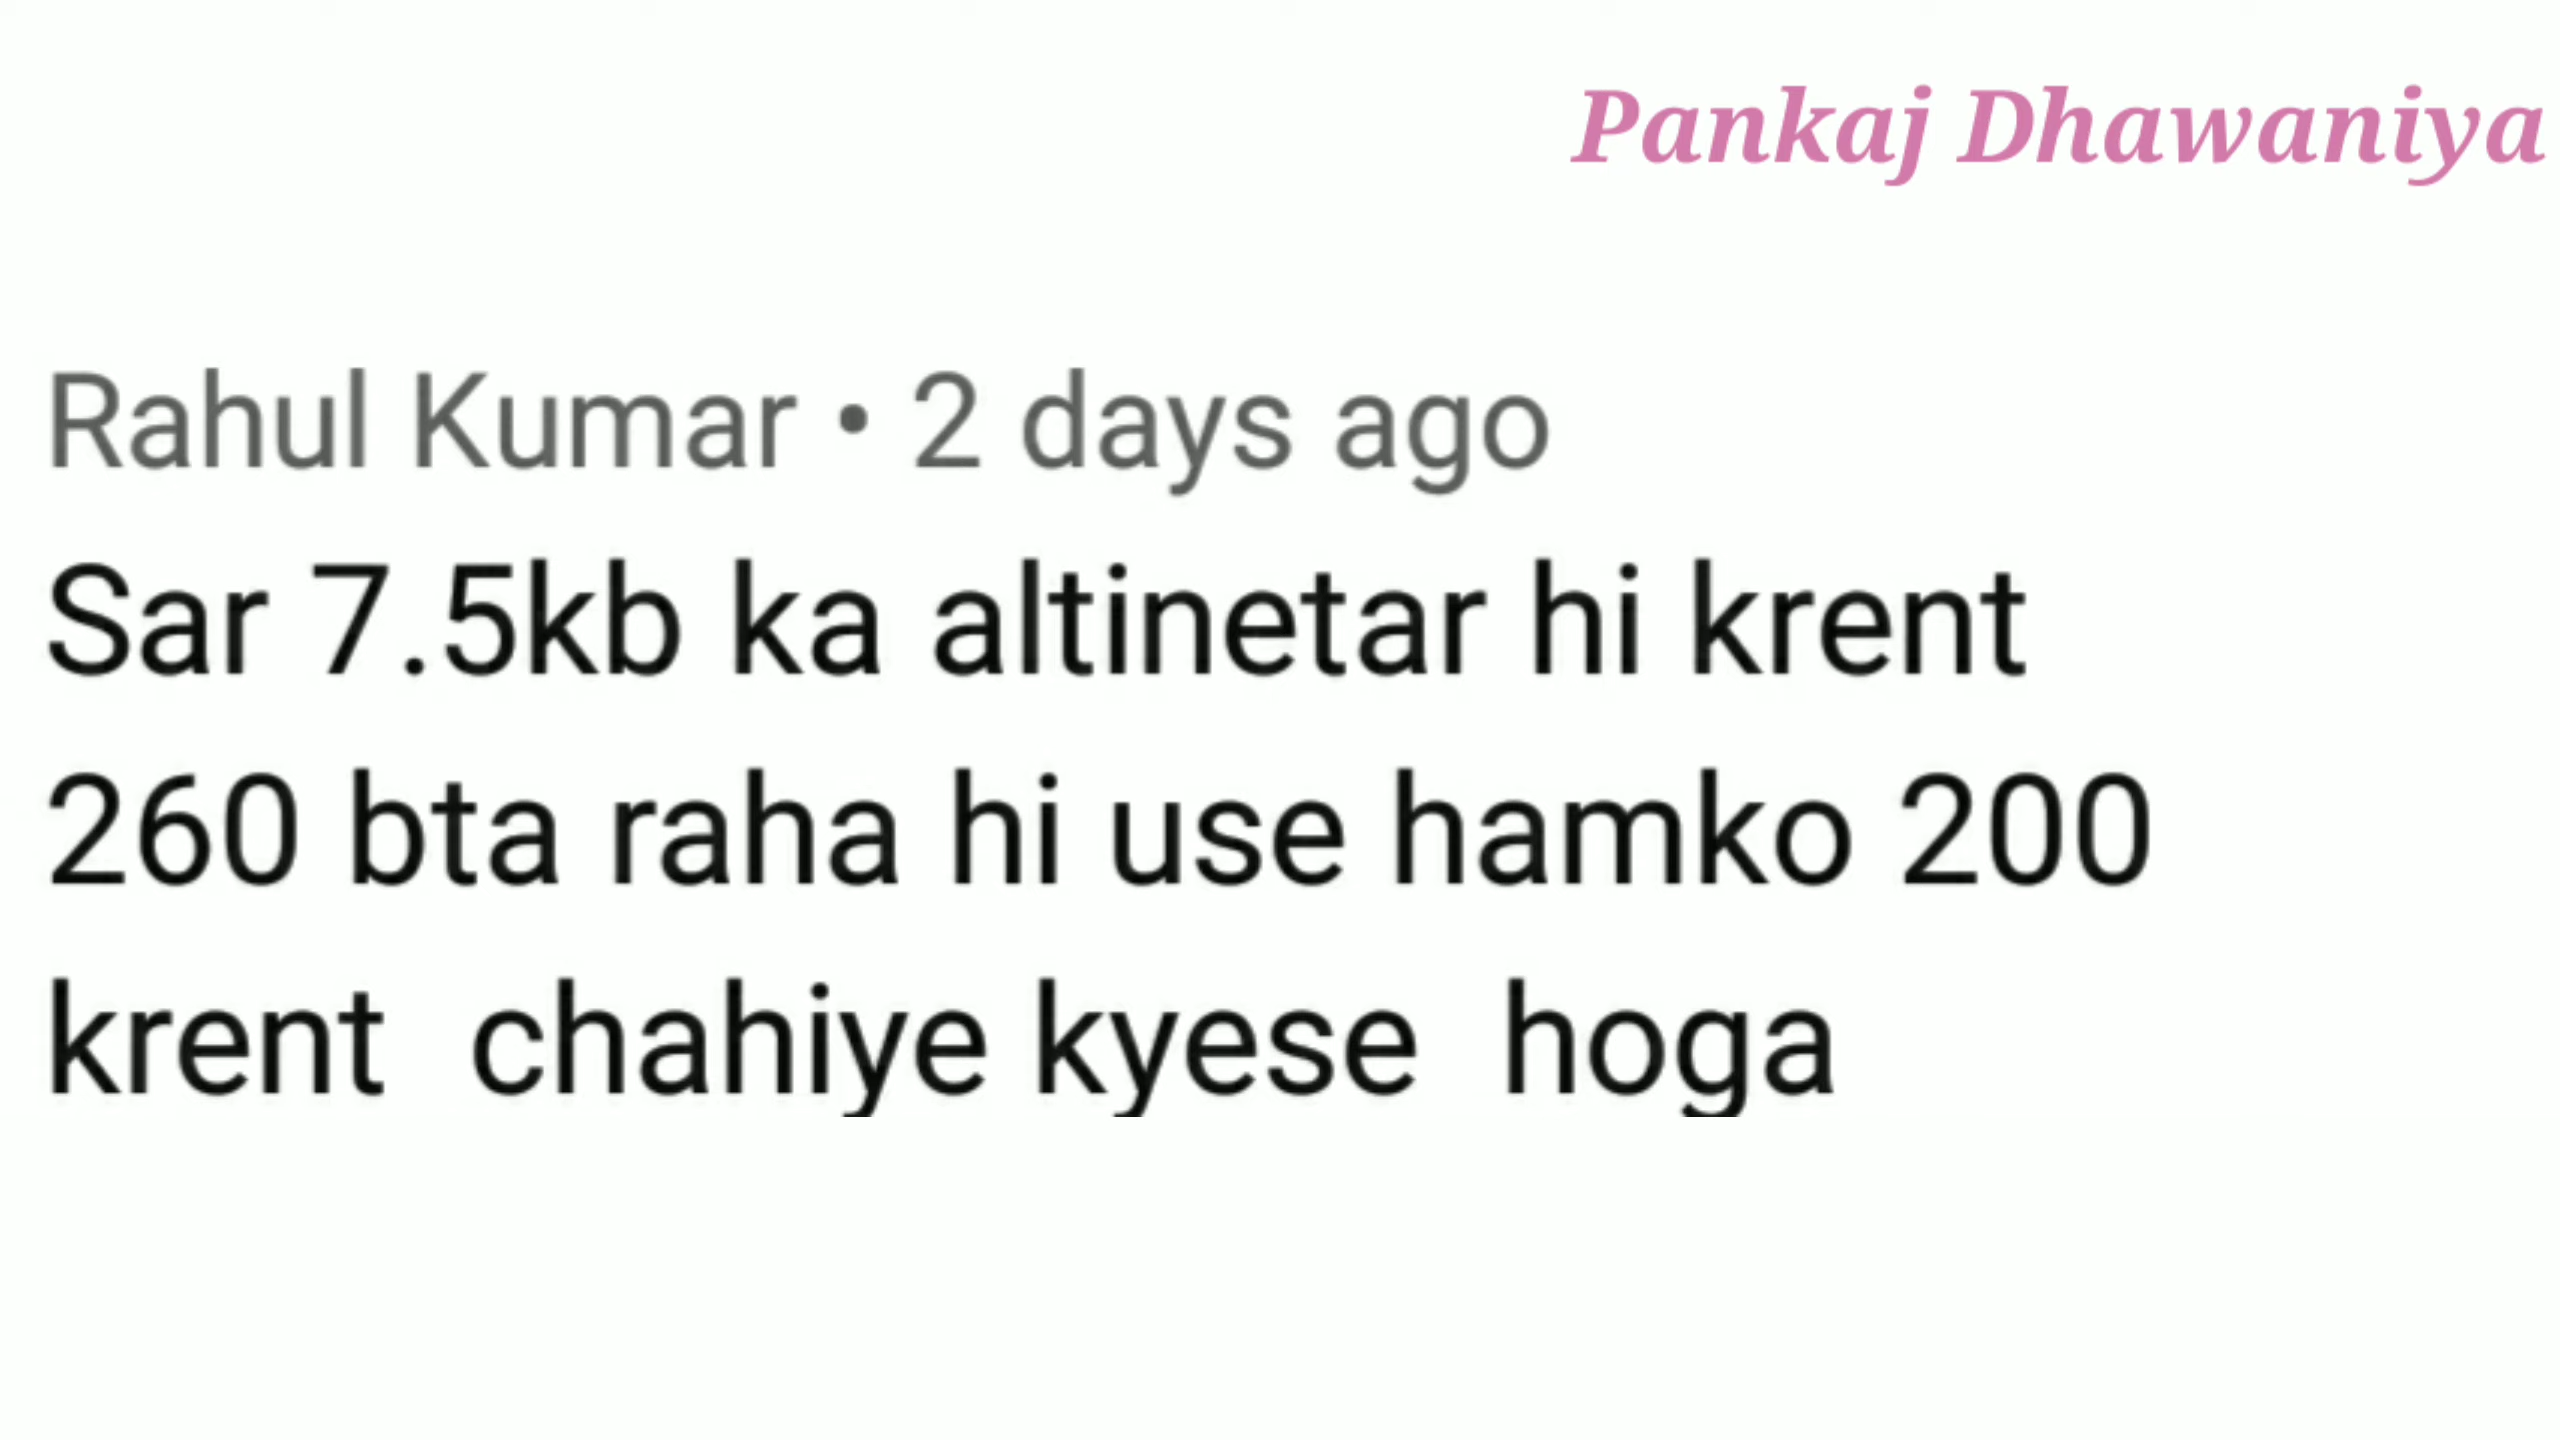 Pankaj Dhawaniya
Rahul Kumar • 2 days ago
Sar 7.5kb ka altinetar hi krent
260 bta raha hi use hamko 200
krent  chahiye kyese  hoga